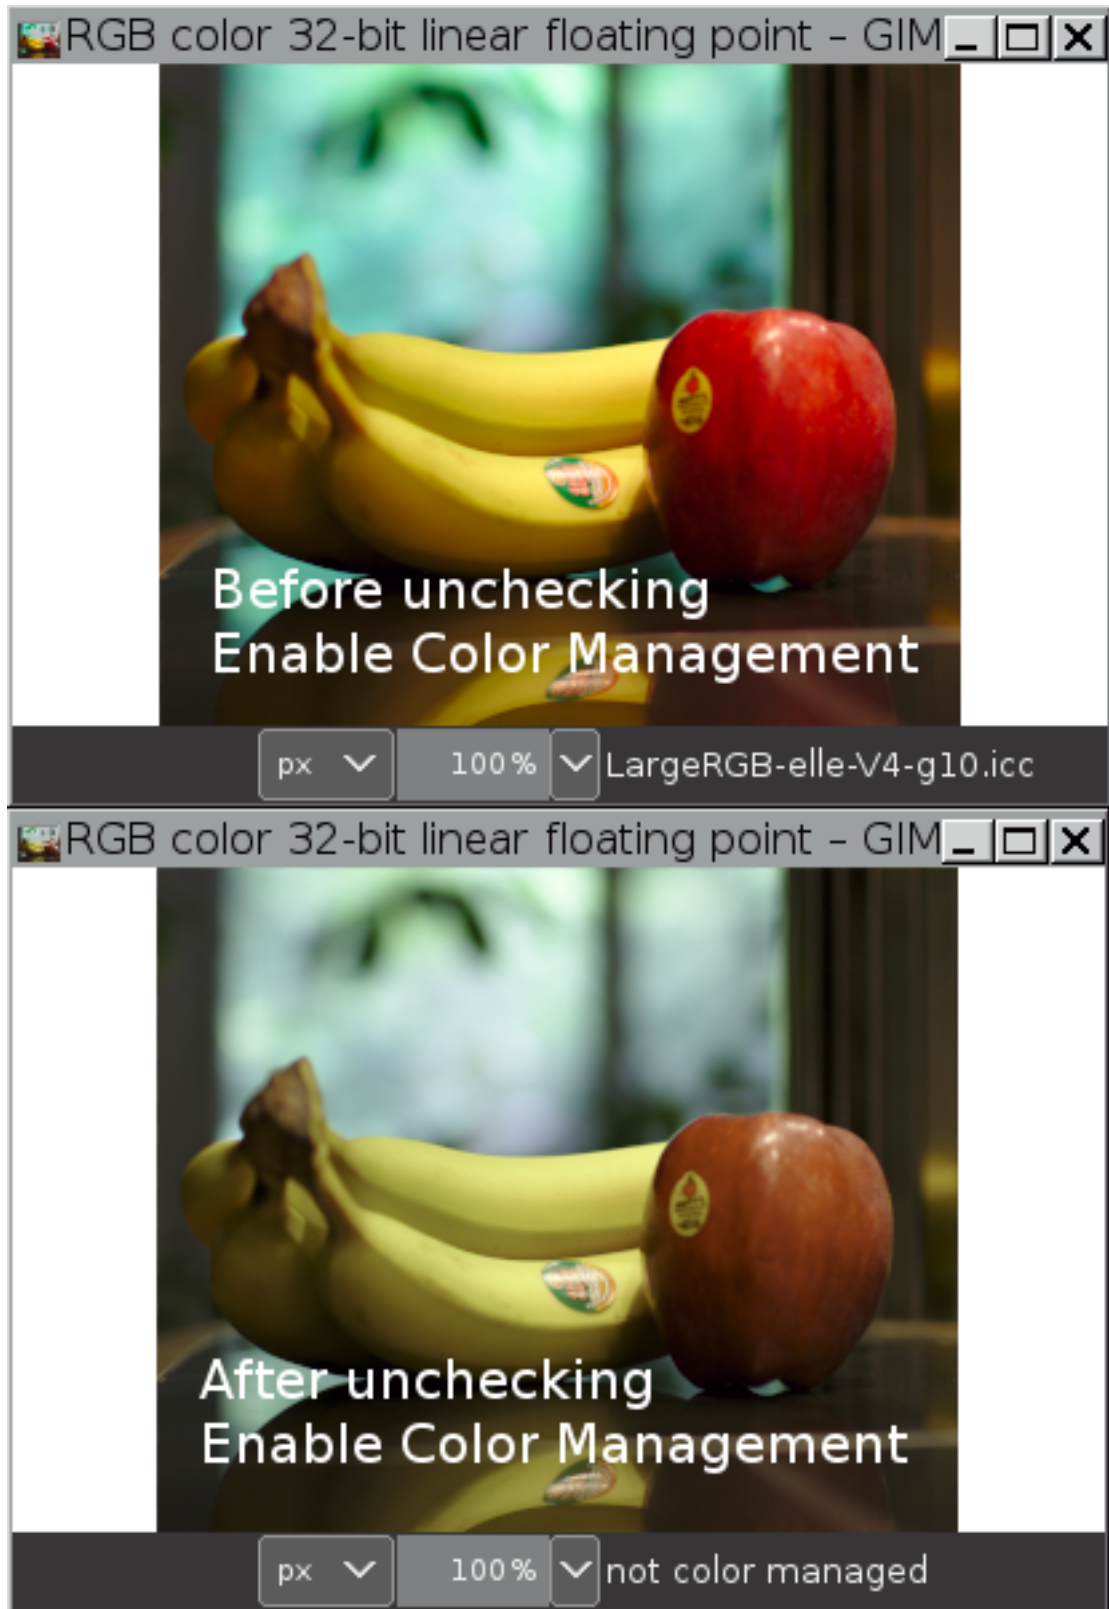 RGB color 32-bit linear floating point – GIM
Before unchecking
Enable Color Management
px 100% LargeRGB-elle-V4-g10.icc
RGB color 32-bit linear floating point – GIM
After unchecking
Enable Color Management
px 100% not color managed